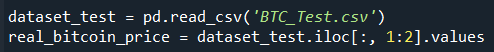 dataset_test = pd.read_csv('BTC_Test.csv')
real_bitcoin_price = dataset_test.iloc[:, 1:2].values